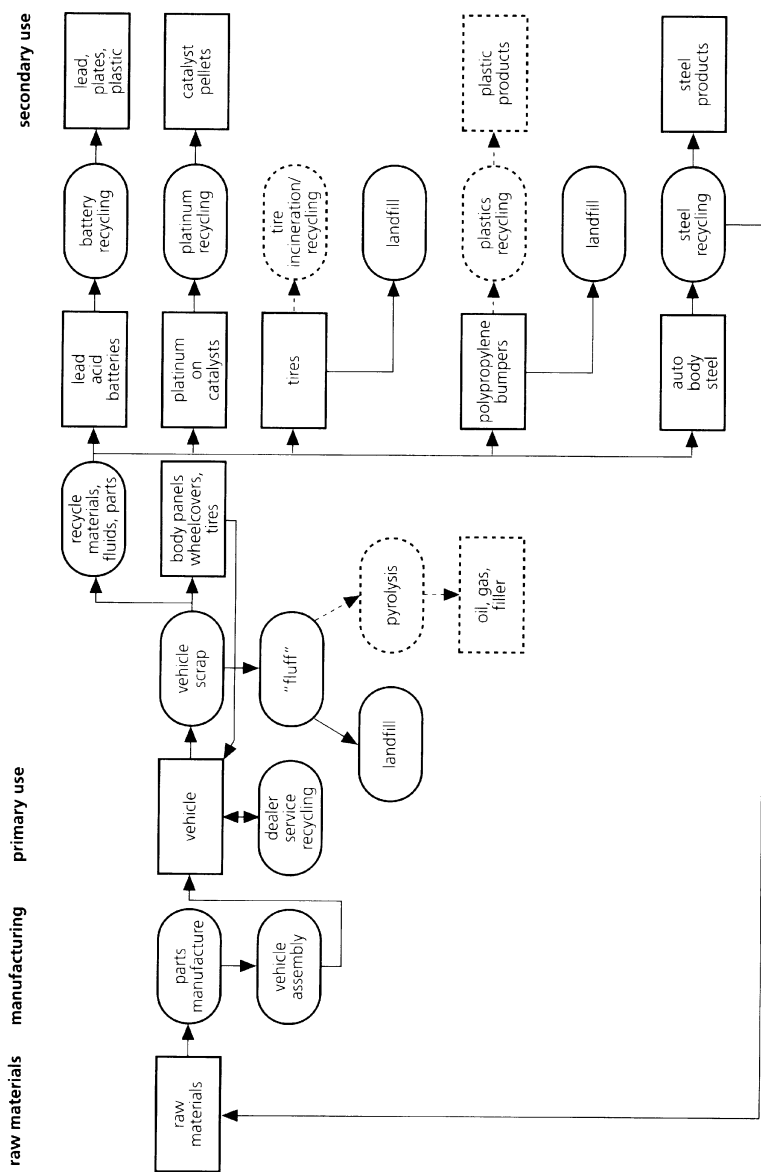 raw materials
manufacturing
primary use
secondary use
raw
materials
parts
manufacture
vehicle
assembly
vehicle
dealer
service
recycling
vehicle
scrap
"fluff"
landfill
pyrolysis
oil, gas,
filler
recycle
materials,
fluids, parts
body panels
wheelcovers,
tires
lead
acid
batteries
battery
recycling
lead,
plates,
plastic
platinum
on
catalysts
platinum
recycling
catalyst
pellets
tires
tire
incineration/
recycling
landfill
polypropylene
bumpers
plastics
recycling
plastic
products
landfill
auto
body
steel
steel
recycling
steel
products